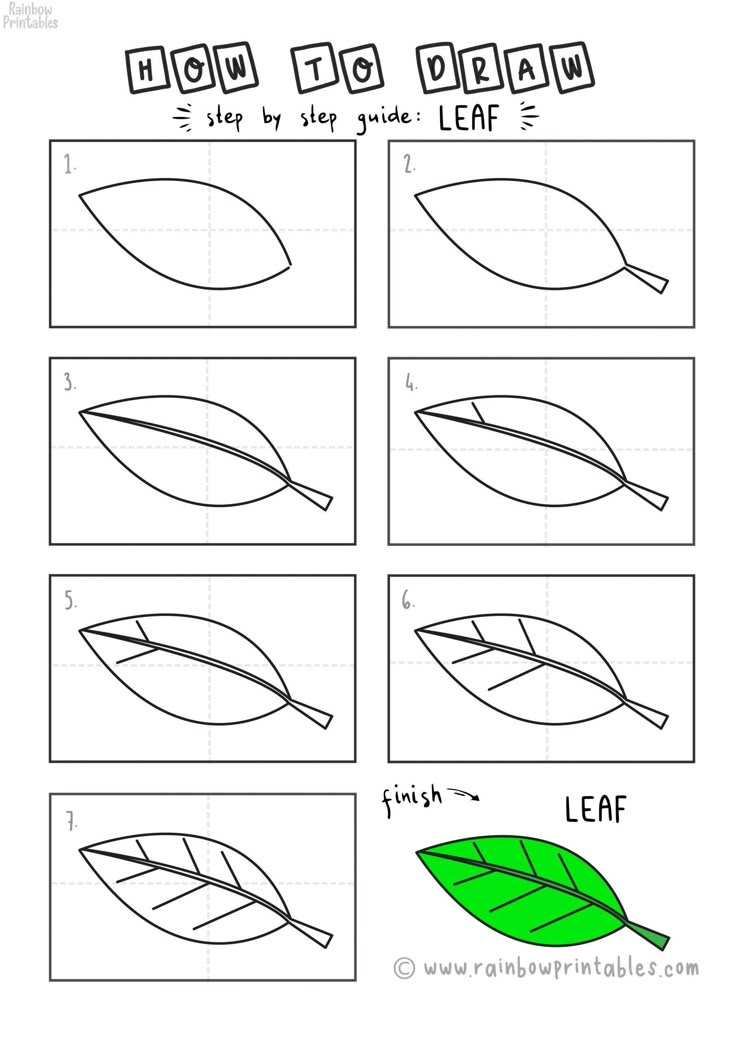 Rainbow
Printables
HOW TO DRAW
step by step guide: LEAF
1.
2.
3.
4.
5.
6.
7.
finish
LEAF
© www.rainbowprintables.com